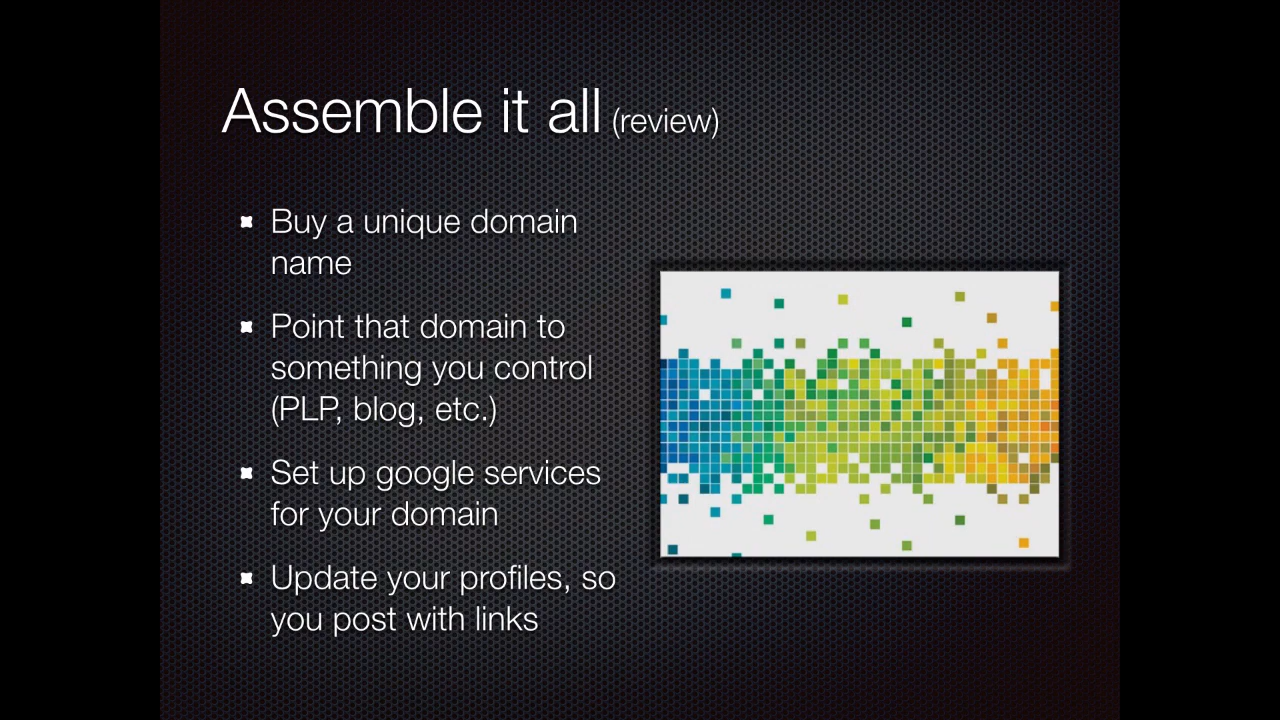 Assemble it all (review)
Buy a unique domain
name
Point that domain to
something you control
(PLP, blog, etc.)
Set up google services
for your domain
Update your profiles, so
you post with links